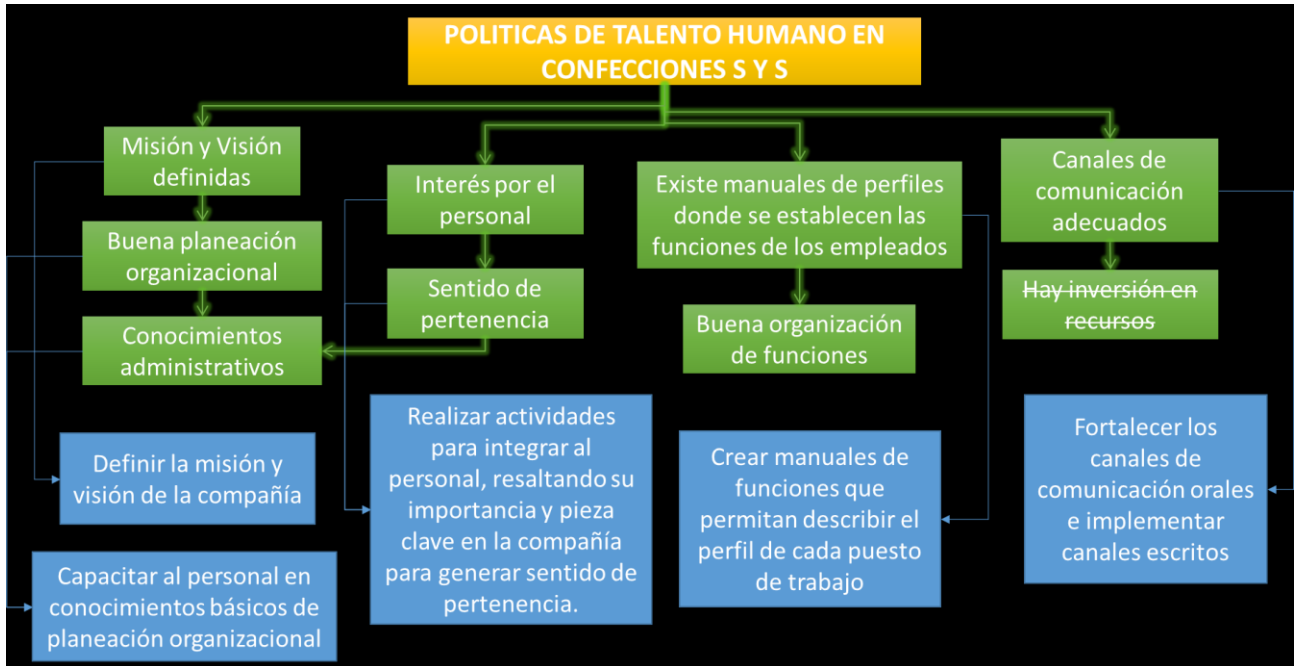 POLITICAS DE TALENTO HUMANO EN
CONFECCIONES S Y S
Misión y Visión
definidas
Buena planeación
organizacional
Conocimientos
administrativos
Interés por el
personal
Sentido de
pertenencia
Existe manuales de perfiles
donde se establecen las
funciones de los empleados
Buena organización
de funciones
Canales de
comunicación
adecuados
Hay inversión en
recursos
Definir la misión y
visión de la compañía
Capacitar al personal en
conocimientos básicos de
planeación organizacional
Realizar actividades
para integrar al
personal, resaltando su
importancia y pieza
clave en la compañía
para generar sentido de
pertenencia.
Crear manuales de
funciones que
permitan describir el
perfil de cada puesto
de trabajo
Fortalecer los
canales de
comunicación orales
e implementar
canales escritos